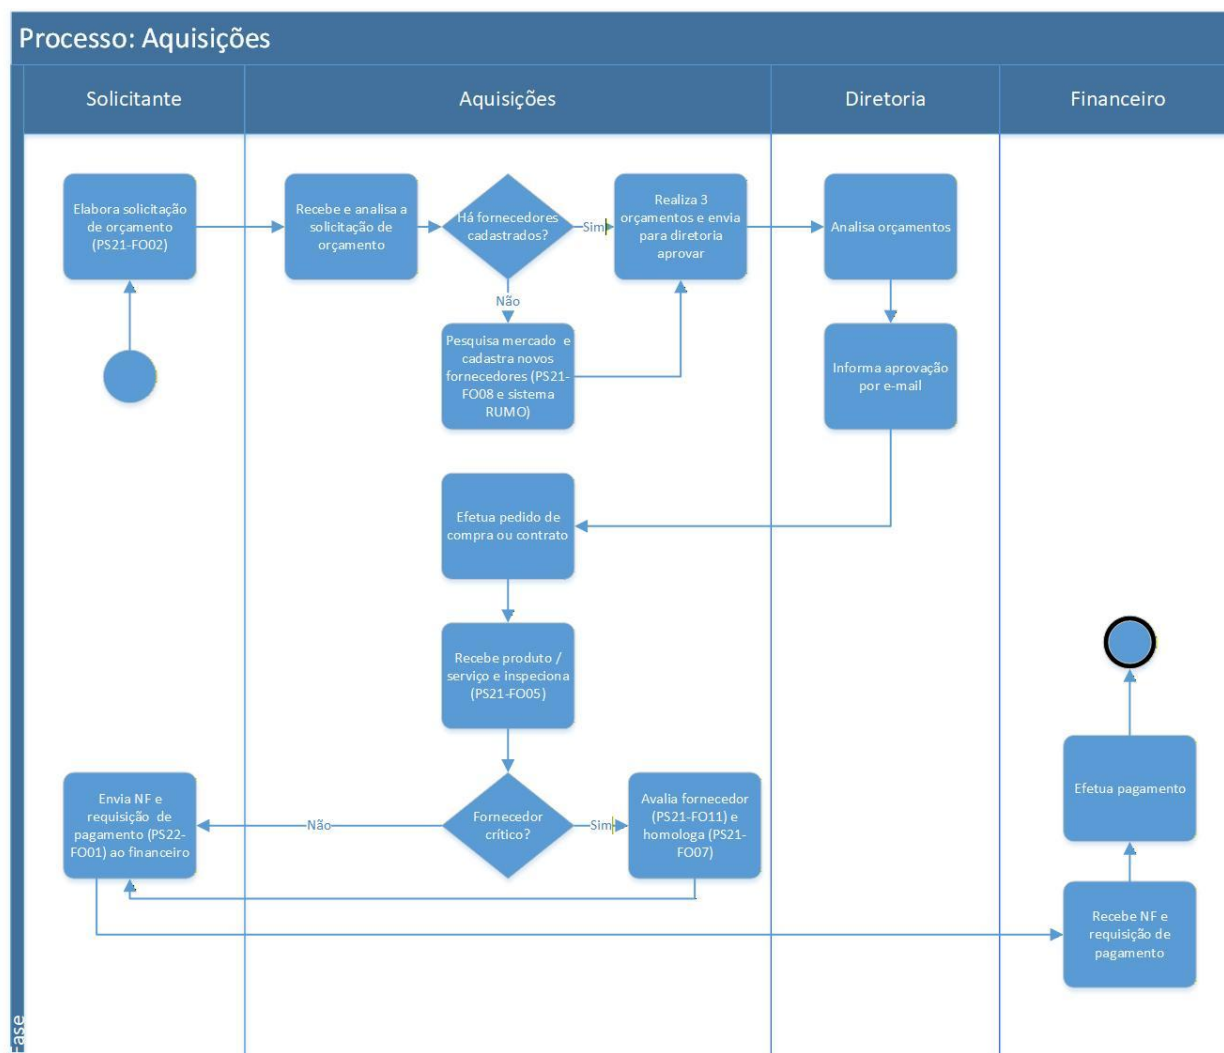 Processo: Aquisições
Solicitante
Aquisições
Diretoria
Financeiro
Elabora solicitação
de orçamento
(PS21-FO02)
Recebe e analisa a
solicitação de
orçamento
Há fornecedores
cadastrados?
Sim
Realiza 3
orçamentos e envia
para diretoria
aprovar
Analisa orçamentos
Não
Pesquisa mercado e
cadastra novos
fornecedores (PS21-
FO08 e sistema
RUMO)
Informa aprovação
por e-mail
Efetua pedido de
compra ou contrato
Recebe produto /
serviço e inspeciona
(PS21-FO05)
Envia NF e
requisição de
pagamento (PS22-
FO01) ao financeiro
Não
Fornecedor
crítico?
Sim
Avalia fornecedor
(PS21-FO11) e
homologa (PS21-
FO07)
Efetua pagamento
Recebe NF e
requisição de
pagamento
Fase